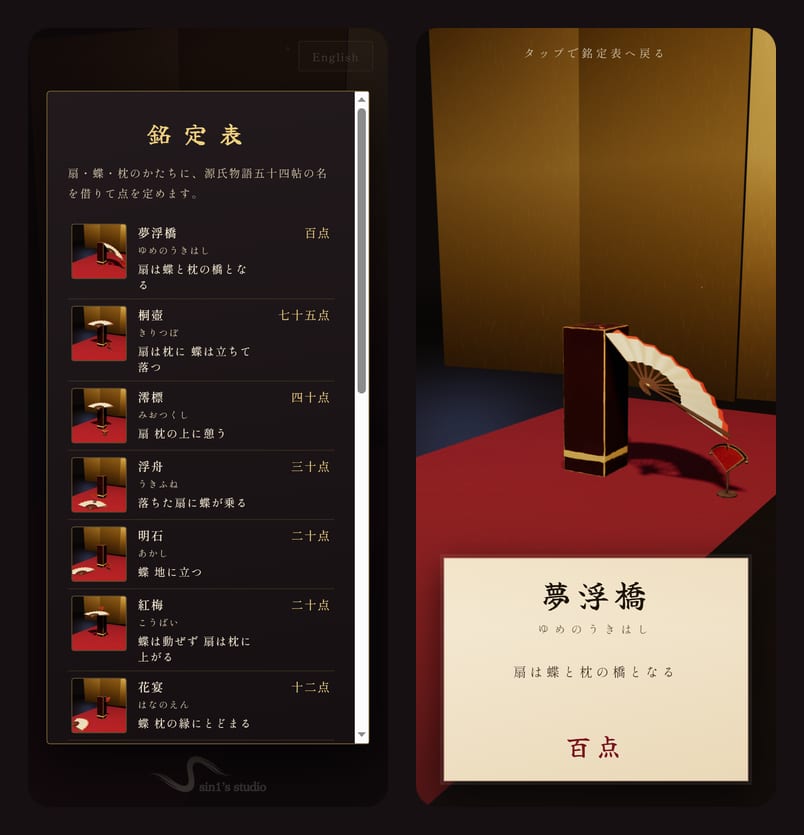 English
銘定表
扇・蝶・枕のかたちに、源氏物語五十四帖の名
を借りて点を定めます。
夢浮橋 百点
ゆめのうきはし
扇は蝶と枕の橋とな
る
桐壺 七十五点
きりつぼ
扇は枕に 蝶は立ちて
落つ
澪標 四十点
みおつくし
扇 枕の上に憩う
浮舟 三十点
うきふね
落ちた扇に蝶が乗る
明石 二十点
あかし
蝶 地に立つ
紅梅 二十点
こうばい
蝶は動ぜず 扇は枕に
上がる
花宴 十二点
はなのえん
蝶 枕の縁にとどまる
sin1's studio
タップで銘定表へ戻る
夢浮橋
ゆめのうきはし
扇は蝶と枕の橋となる
百点